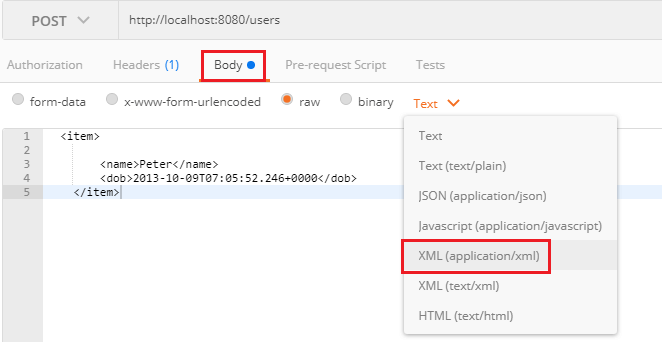 POST http://localhost:8080/users
Authorization Headers (1) Body Pre-request Script Tests
form-data x-www-form-urlencoded raw binary Text
1 <item>
2
3 <name>Peter</name>
4 <dob>2013-10-09T07:05:52.246+0000</dob>
5 </item>
Text
Text (text/plain)
JSON (application/json)
Javascript (application/javascript)
XML (application/xml)
XML (text/xml)
HTML (text/html)